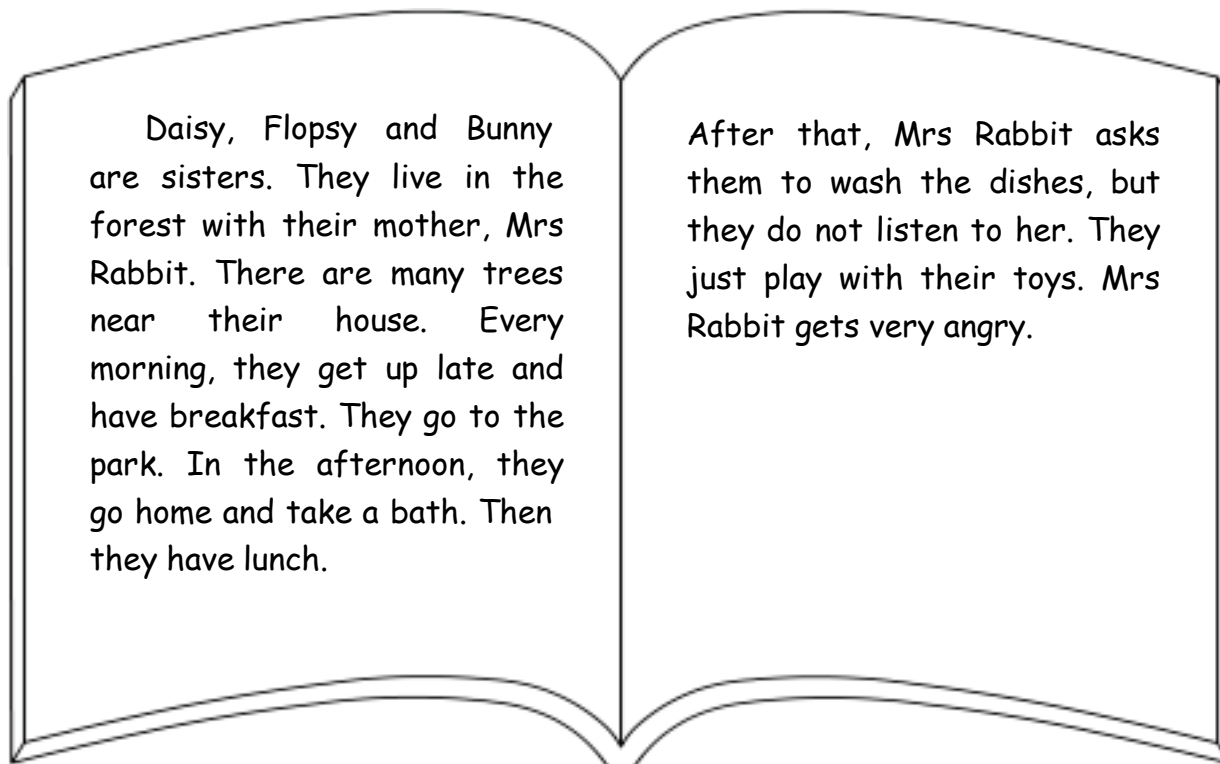 Daisy, Flopsy and Bunny
are sisters. They live in the
forest with their mother, Mrs
Rabbit. There are many trees
near their house. Every
morning, they get up late and
have breakfast. They go to the
park. In the afternoon, they
go home and take a bath. Then
they have lunch.
After that, Mrs Rabbit asks
them to wash the dishes, but
they do not listen to her. They
just play with their toys. Mrs
Rabbit gets very angry.